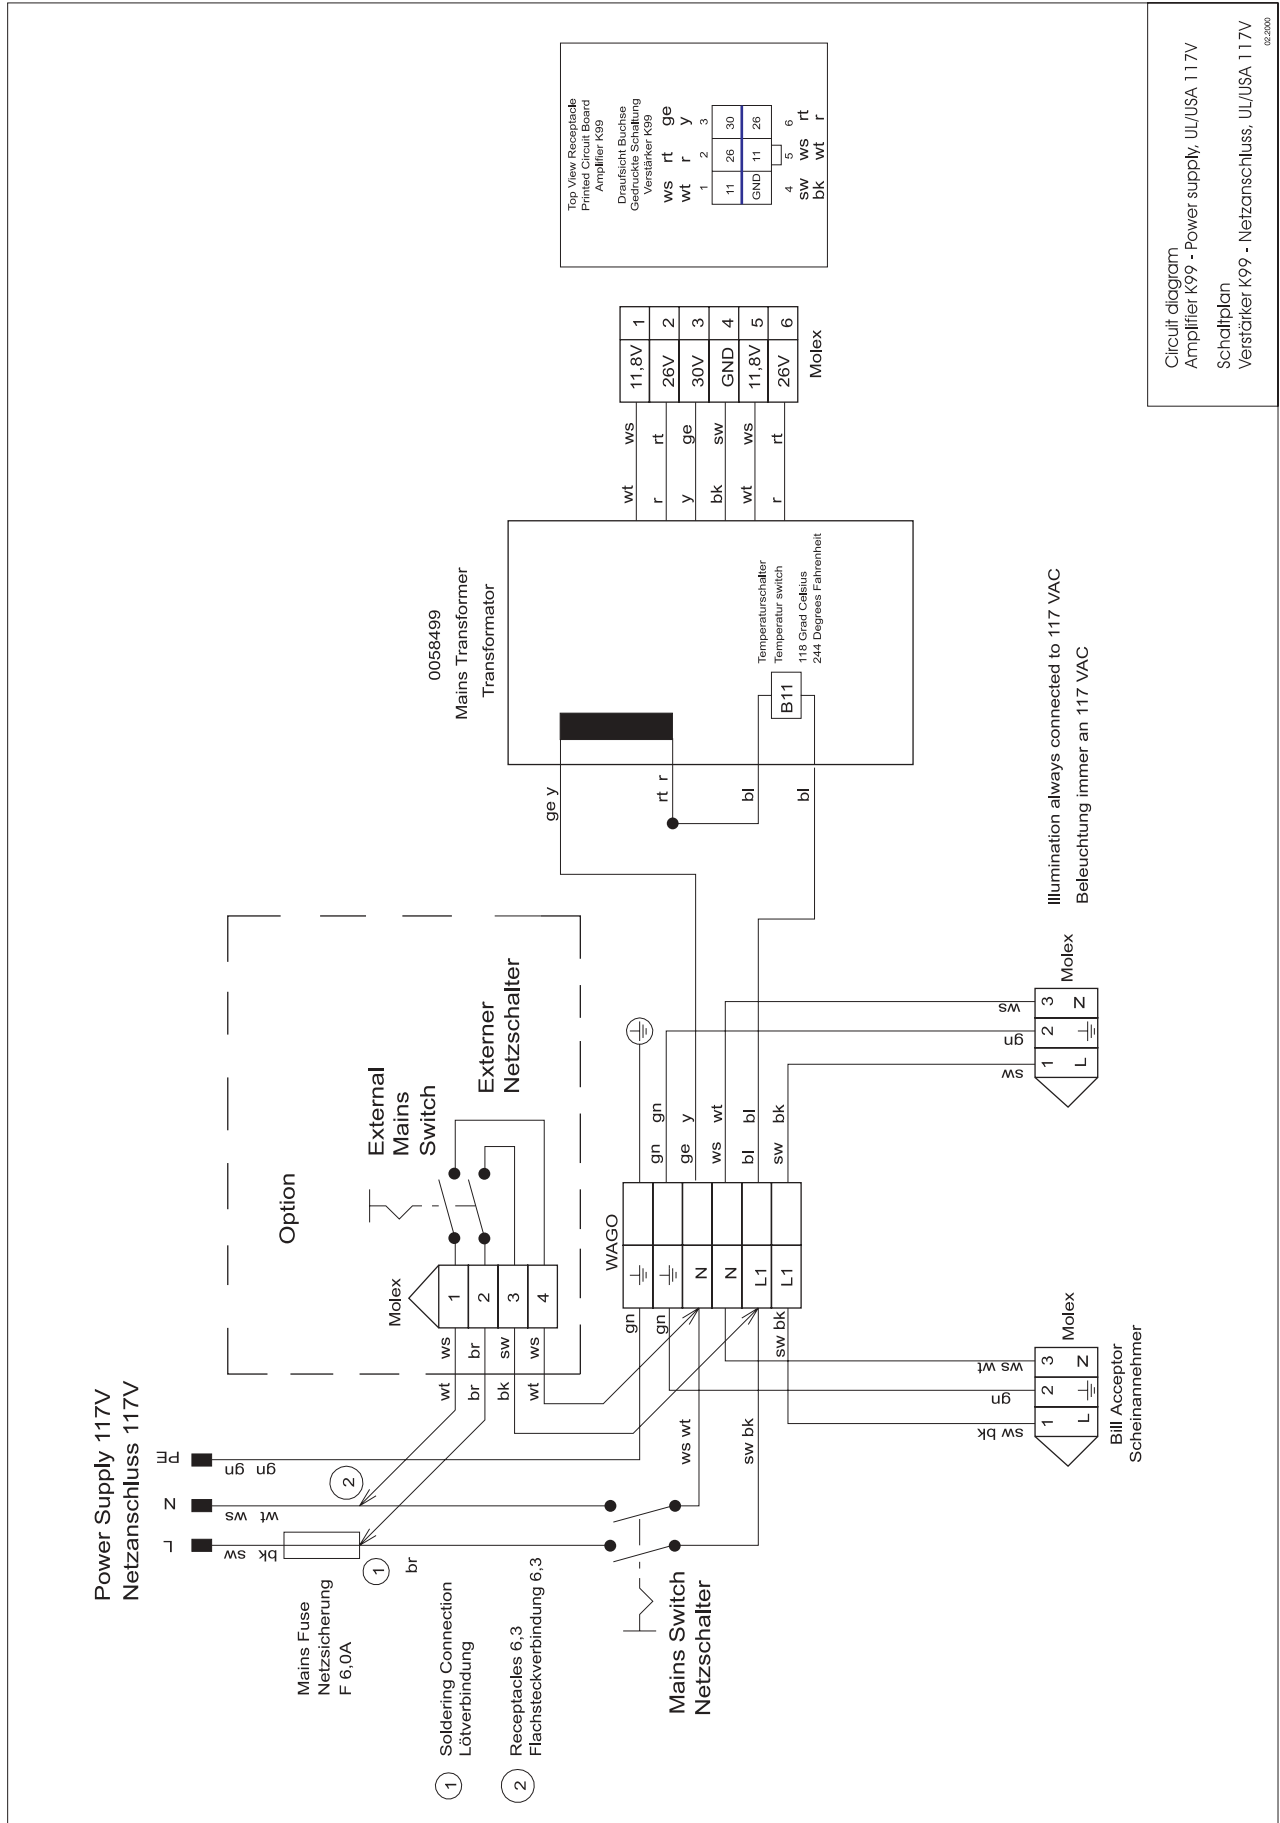 Power Supply 117V
Netzanschluss 117V
L
N
PE
sw
bk
ws
wt
gn
gn
Mains Fuse
Netzsicherung
F 6,0A
1
br
2
1
Soldering Connection
Lötverbindung
2
Receptacles 6,3
Flachsteckverbindung 6,3
Mains Switch
Netzschalter
Option
External
Mains
Switch
Externer
Netzschalter
Molex
1
2
3
4
wt
ws
br
br
bk
sw
wt
ws
ws wt
sw bk
WAGO
gn
gn
sw bk
N
N
L1
L1
gn
gn
ge
y
ws
wt
bl
bl
sw
bk
sw bk
gn
ws wt
1
2
3
L
N
Molex
Bill Acceptor
Scheinannehmer
sw
gn
ws
1
2
3
L
N
Molex
Illumination always connected to 117 VAC
Beleuchtung immer an 117 VAC
0058499
Mains Transformer
Transformator
ge y
rt r
bl
bl
B11
Temperaturschalter
Temperatur switch
118 Grad Celsius
244 Degrees Fahrenheit
wt
ws
r
rt
y
ge
bk
sw
wt
ws
r
rt
11,8V 1
26V 2
30V 3
GND 4
11,8V 5
26V 6
Molex
Top View Receptacle
Printed Circuit Board
Amplifier K99
Draufsicht Buchse
Gedruckte Schaltung
Verstärker K99
ws rt ge
wt r y
1 2 3
11 26 30
GND 11 26
4 5 6
sw ws rt
bk wt r
Circuit diagram
Amplifier K99 - Power supply, UL/USA 117V
Schaltplan
Verstärker K99 - Netzanschluss, UL/USA 117V
02.2000